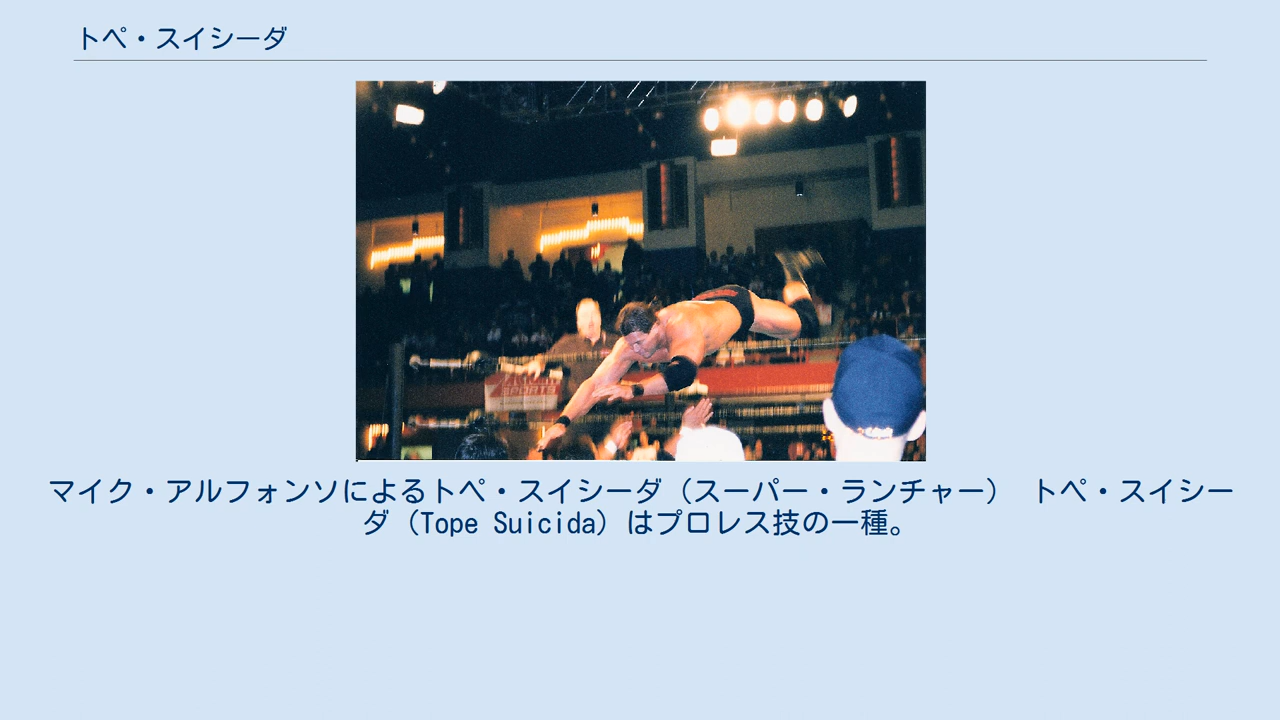 トペ・スイシーダ
SPORTS
マイク・アルフォンソによるトペ・スイシーダ（スーパー・ランチャー） トペ・スイシー
ダ（Tope Suicida）はプロレス技の一種。